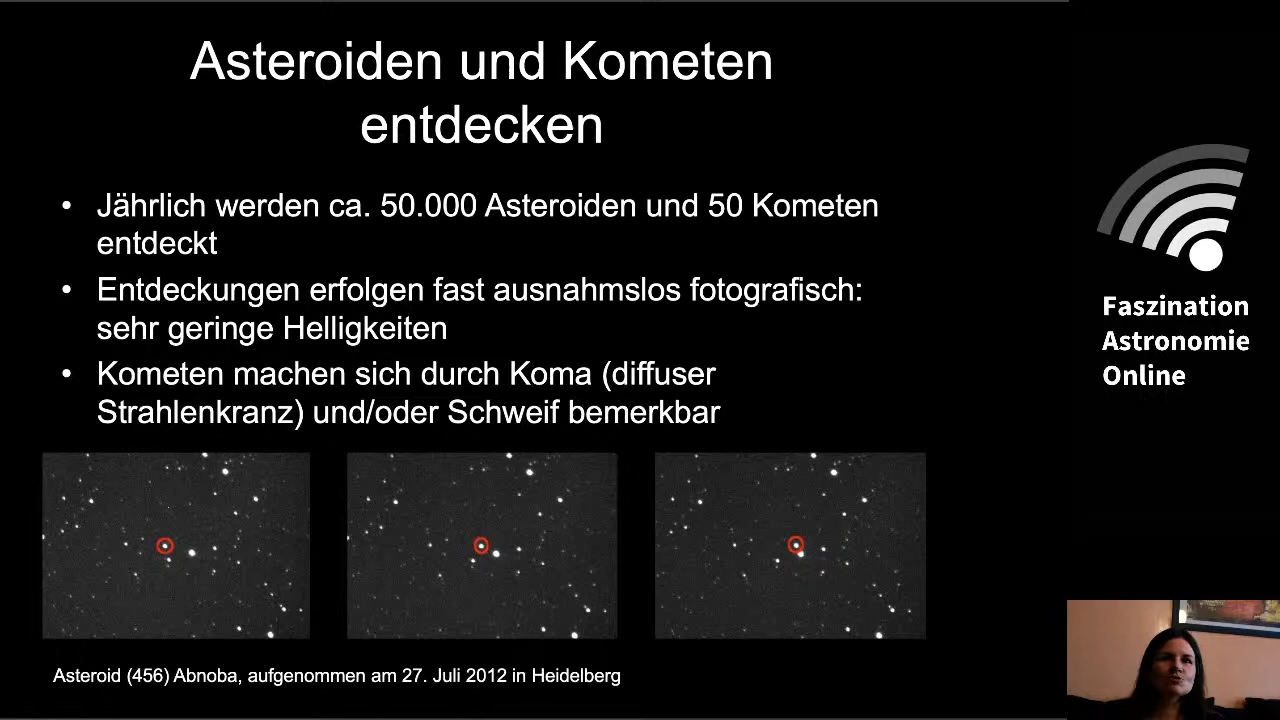 Asteroiden und Kometen
entdecken
• Jährlich werden ca. 50.000 Asteroiden und 50 Kometen
entdeckt
• Entdeckungen erfolgen fast ausnahmslos fotografisch:
sehr geringe Helligkeiten
• Kometen machen sich durch Koma (diffuser
Strahlenkranz) und/oder Schweif bemerkbar
Asteroid (456) Abnoba, aufgenommen am 27. Juli 2012 in Heidelberg
Faszination
Astronomie
Online